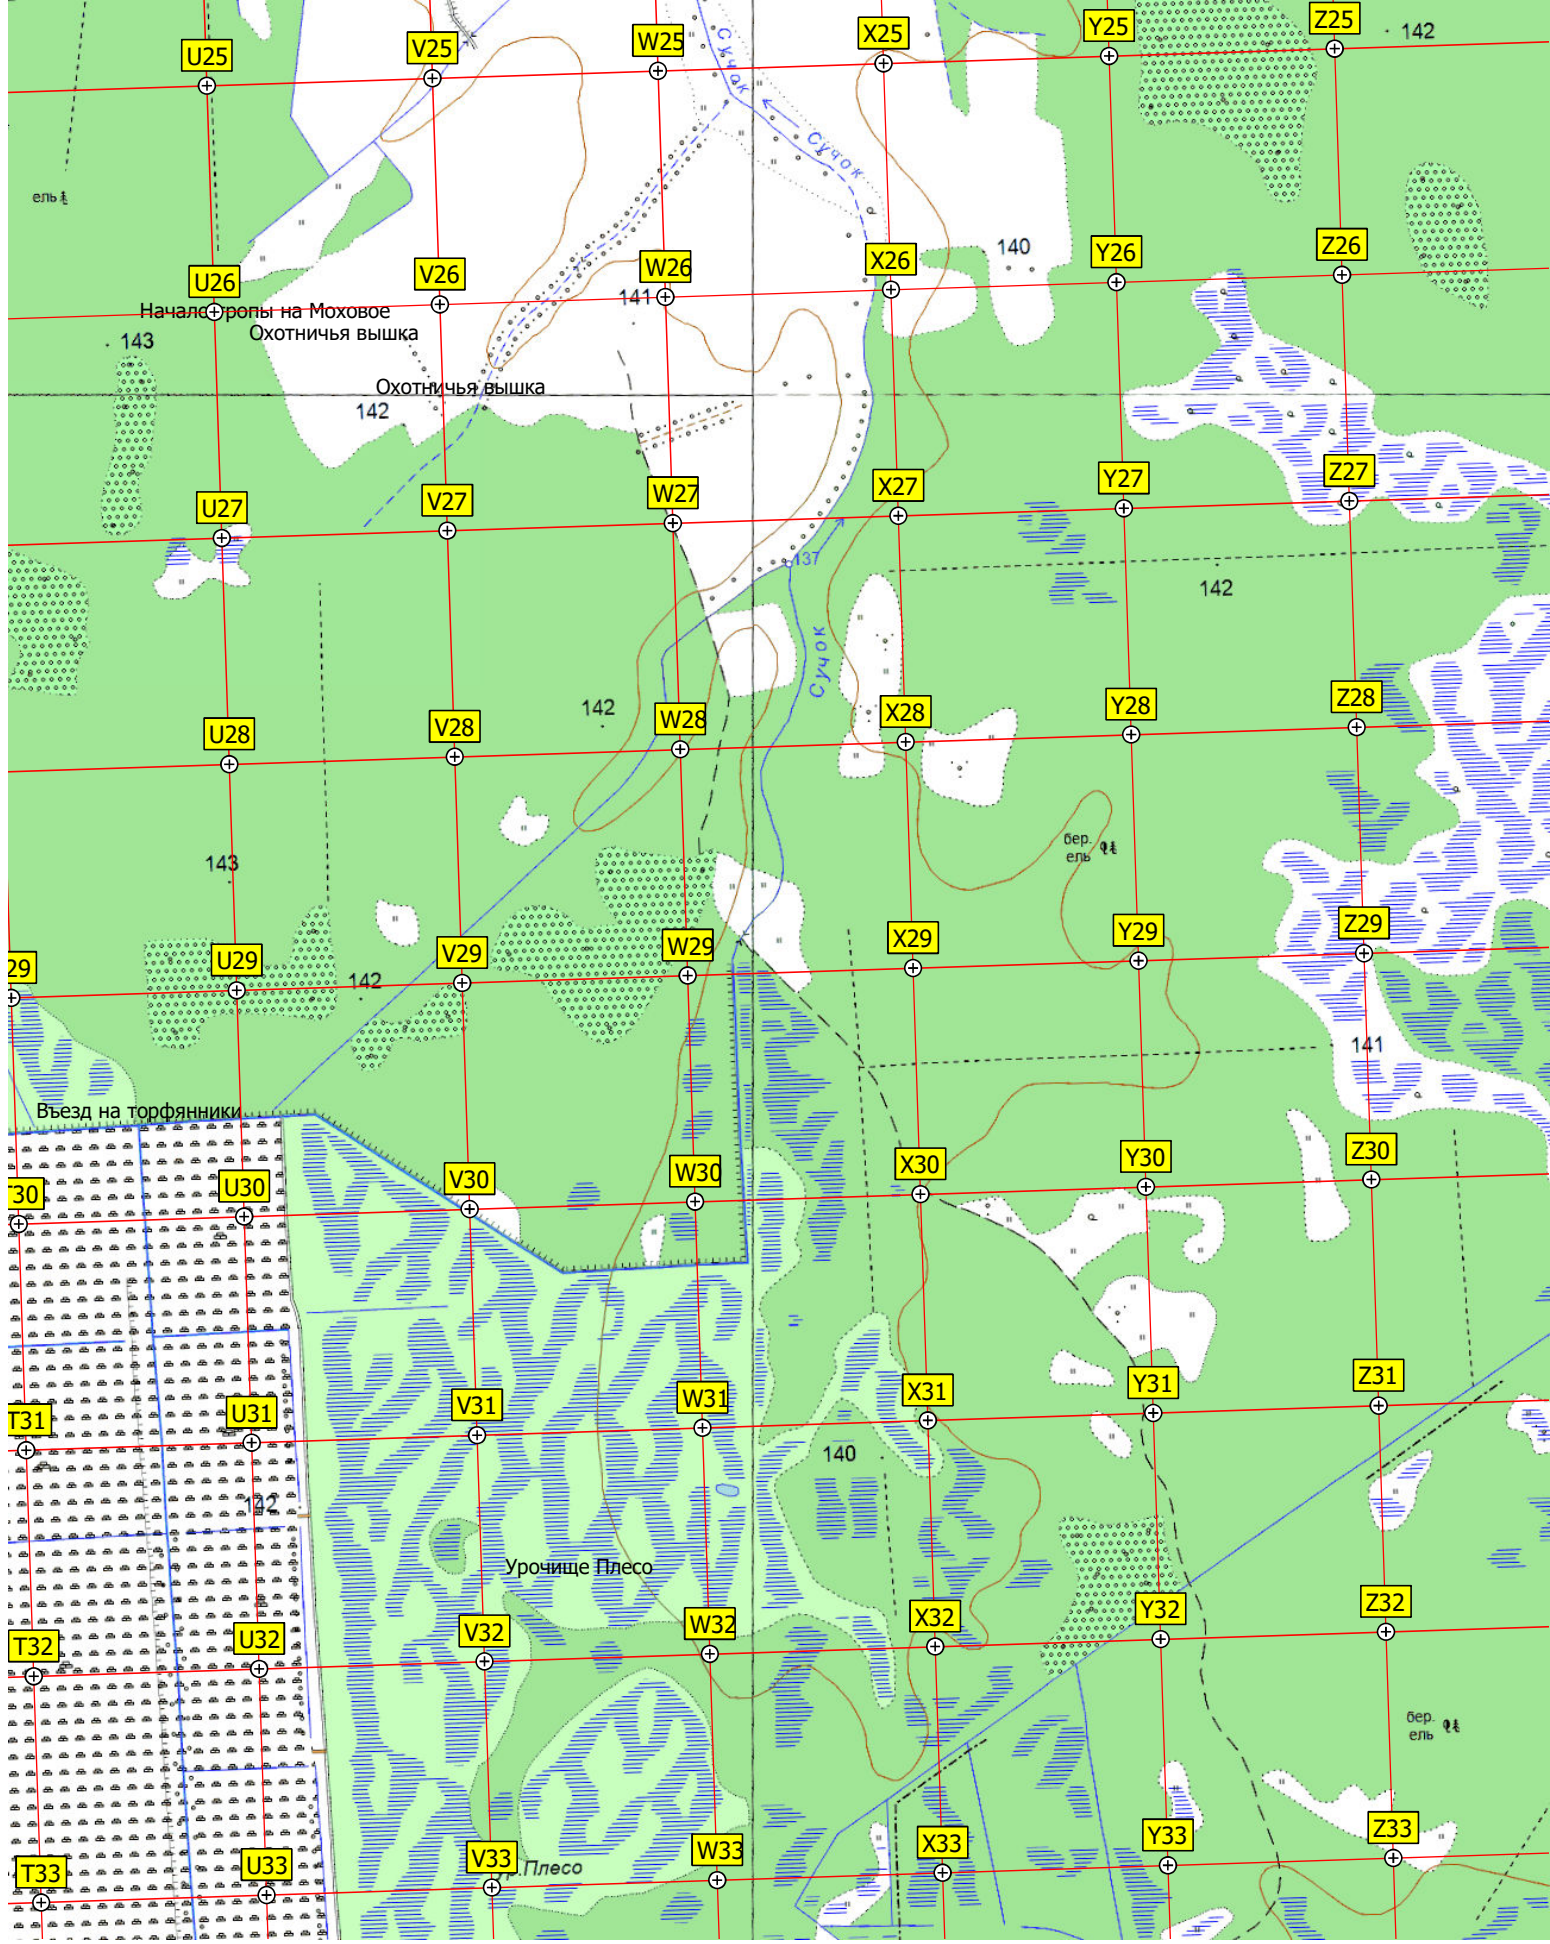 U25
V25
W25
X25
Y25
Z25
142
Сучок
Сучок
ель
U26
V26
W26
X26
140
Y26
Z26
141
Начало тропы на Моховое
Охотничья вышка
143
Охотничья вышка
142
U27
V27
W27
X27
Y27
Z27
137
142
Сучок
U28
V28
142
W28
X28
Y28
Z28
143
бер.
ель
29
U29
V29
142
W29
X29
Y29
Z29
141
Въезд на торфянники
30
U30
V30
W30
X30
Y30
Z30
T31
U31
V31
W31
X31
Y31
Z31
140
142
Урочище Плесо
T32
U32
V32
W32
X32
Y32
Z32
бер.
ель
T33
U33
V33
W33
X33
Y33
Z33
р.Плесо